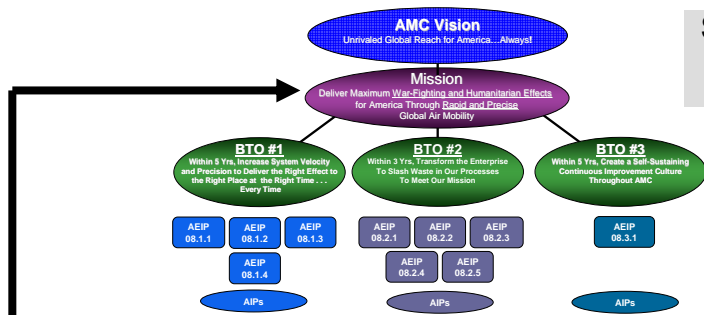 AMC Vision
Unrivaled Global Reach for America…Always!
S
Mission
Deliver Maximum War-Fighting and Humanitarian Effects
for America Through Rapid and Precise
Global Air Mobility
BTO #1
Within 5 Yrs, Increase System Velocity
and Precision to Deliver the Right Effect to
the Right Place at the Right Time . . .
Every Time
BTO #2
Within 3 Yrs, Transform the Enterprise
To Slash Waste in Our Processes
To Meet Our Mission
BTO #3
Within 5 Yrs, Create a Self-Sustaining
Continuous Improvement Culture
Throughout AMC
AEIP
08.1.1
AEIP
08.1.2
AEIP
08.1.3
AEIP
08.1.4
AEIP
08.2.1
AEIP
08.2.2
AEIP
08.2.3
AEIP
08.2.4
AEIP
08.2.5
AEIP
08.3.1
AIPs
AIPs
AIPs